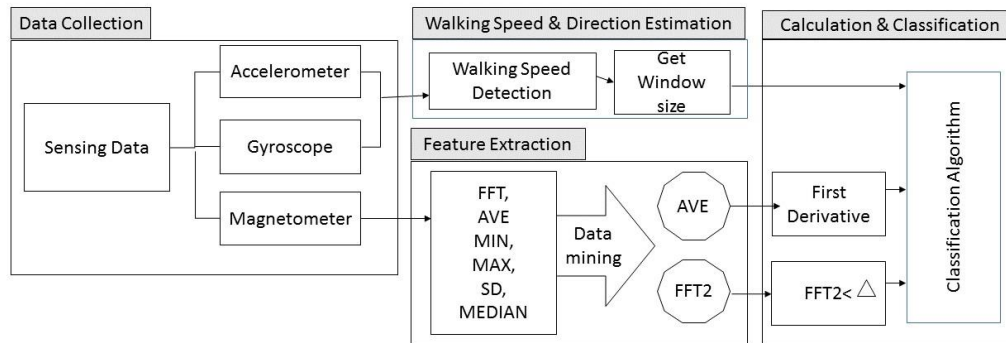 Data Collection
Sensing Data
Accelerometer
Gyroscope
Magnetometer
Walking Speed & Direction Estimation
Walking Speed
Detection
Get
Window
size
Feature Extraction
FFT,
AVE
MIN,
MAX,
SD,
MEDIAN
Data
mining
AVE
FFT2
Calculation & Classification
First
Derivative
FFT2< △
Classification Algorithm